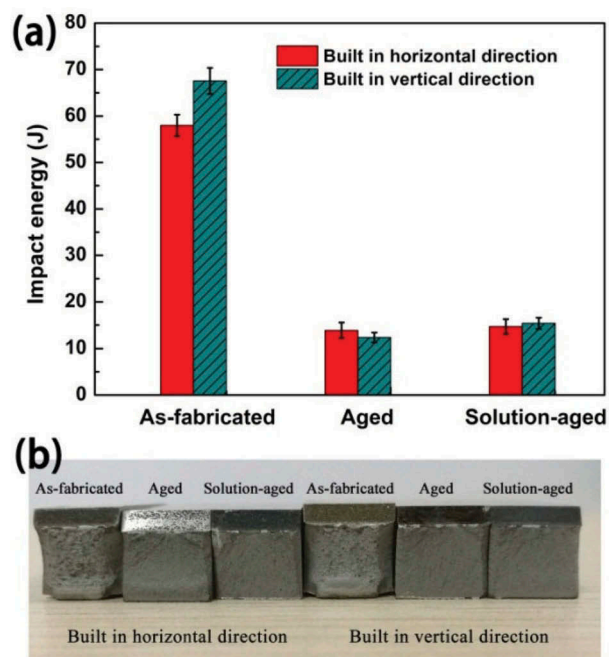 (a)
80
70
60
50
40
30
20
10
0
Impact energy (J)
Built in horizontal direction
Built in vertical direction
As-fabricated Aged Solution-aged
(b)
As-fabricated Aged Solution-aged As-fabricated Aged Solution-aged
Built in horizontal direction Built in vertical direction